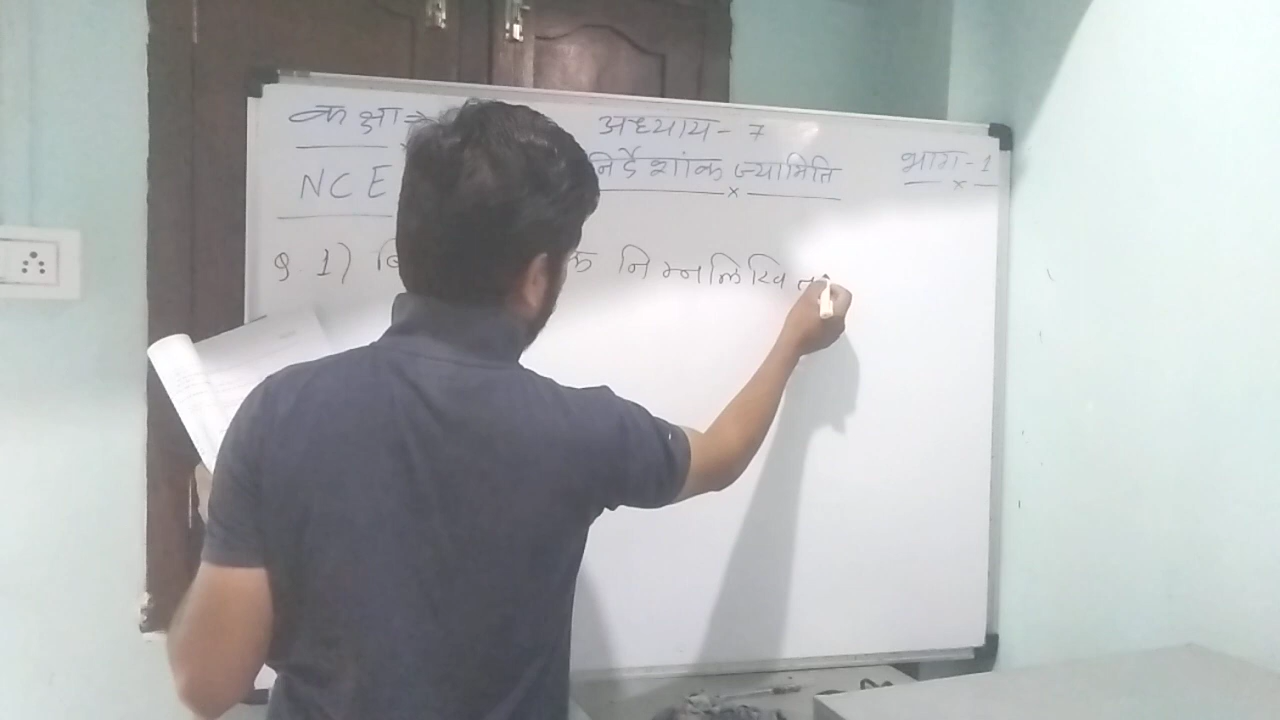 कक्षा अध्याय - 7
निर्देशांक ज्यामिति भाग - 1
NCE
Q. 1) निम्नलिखित